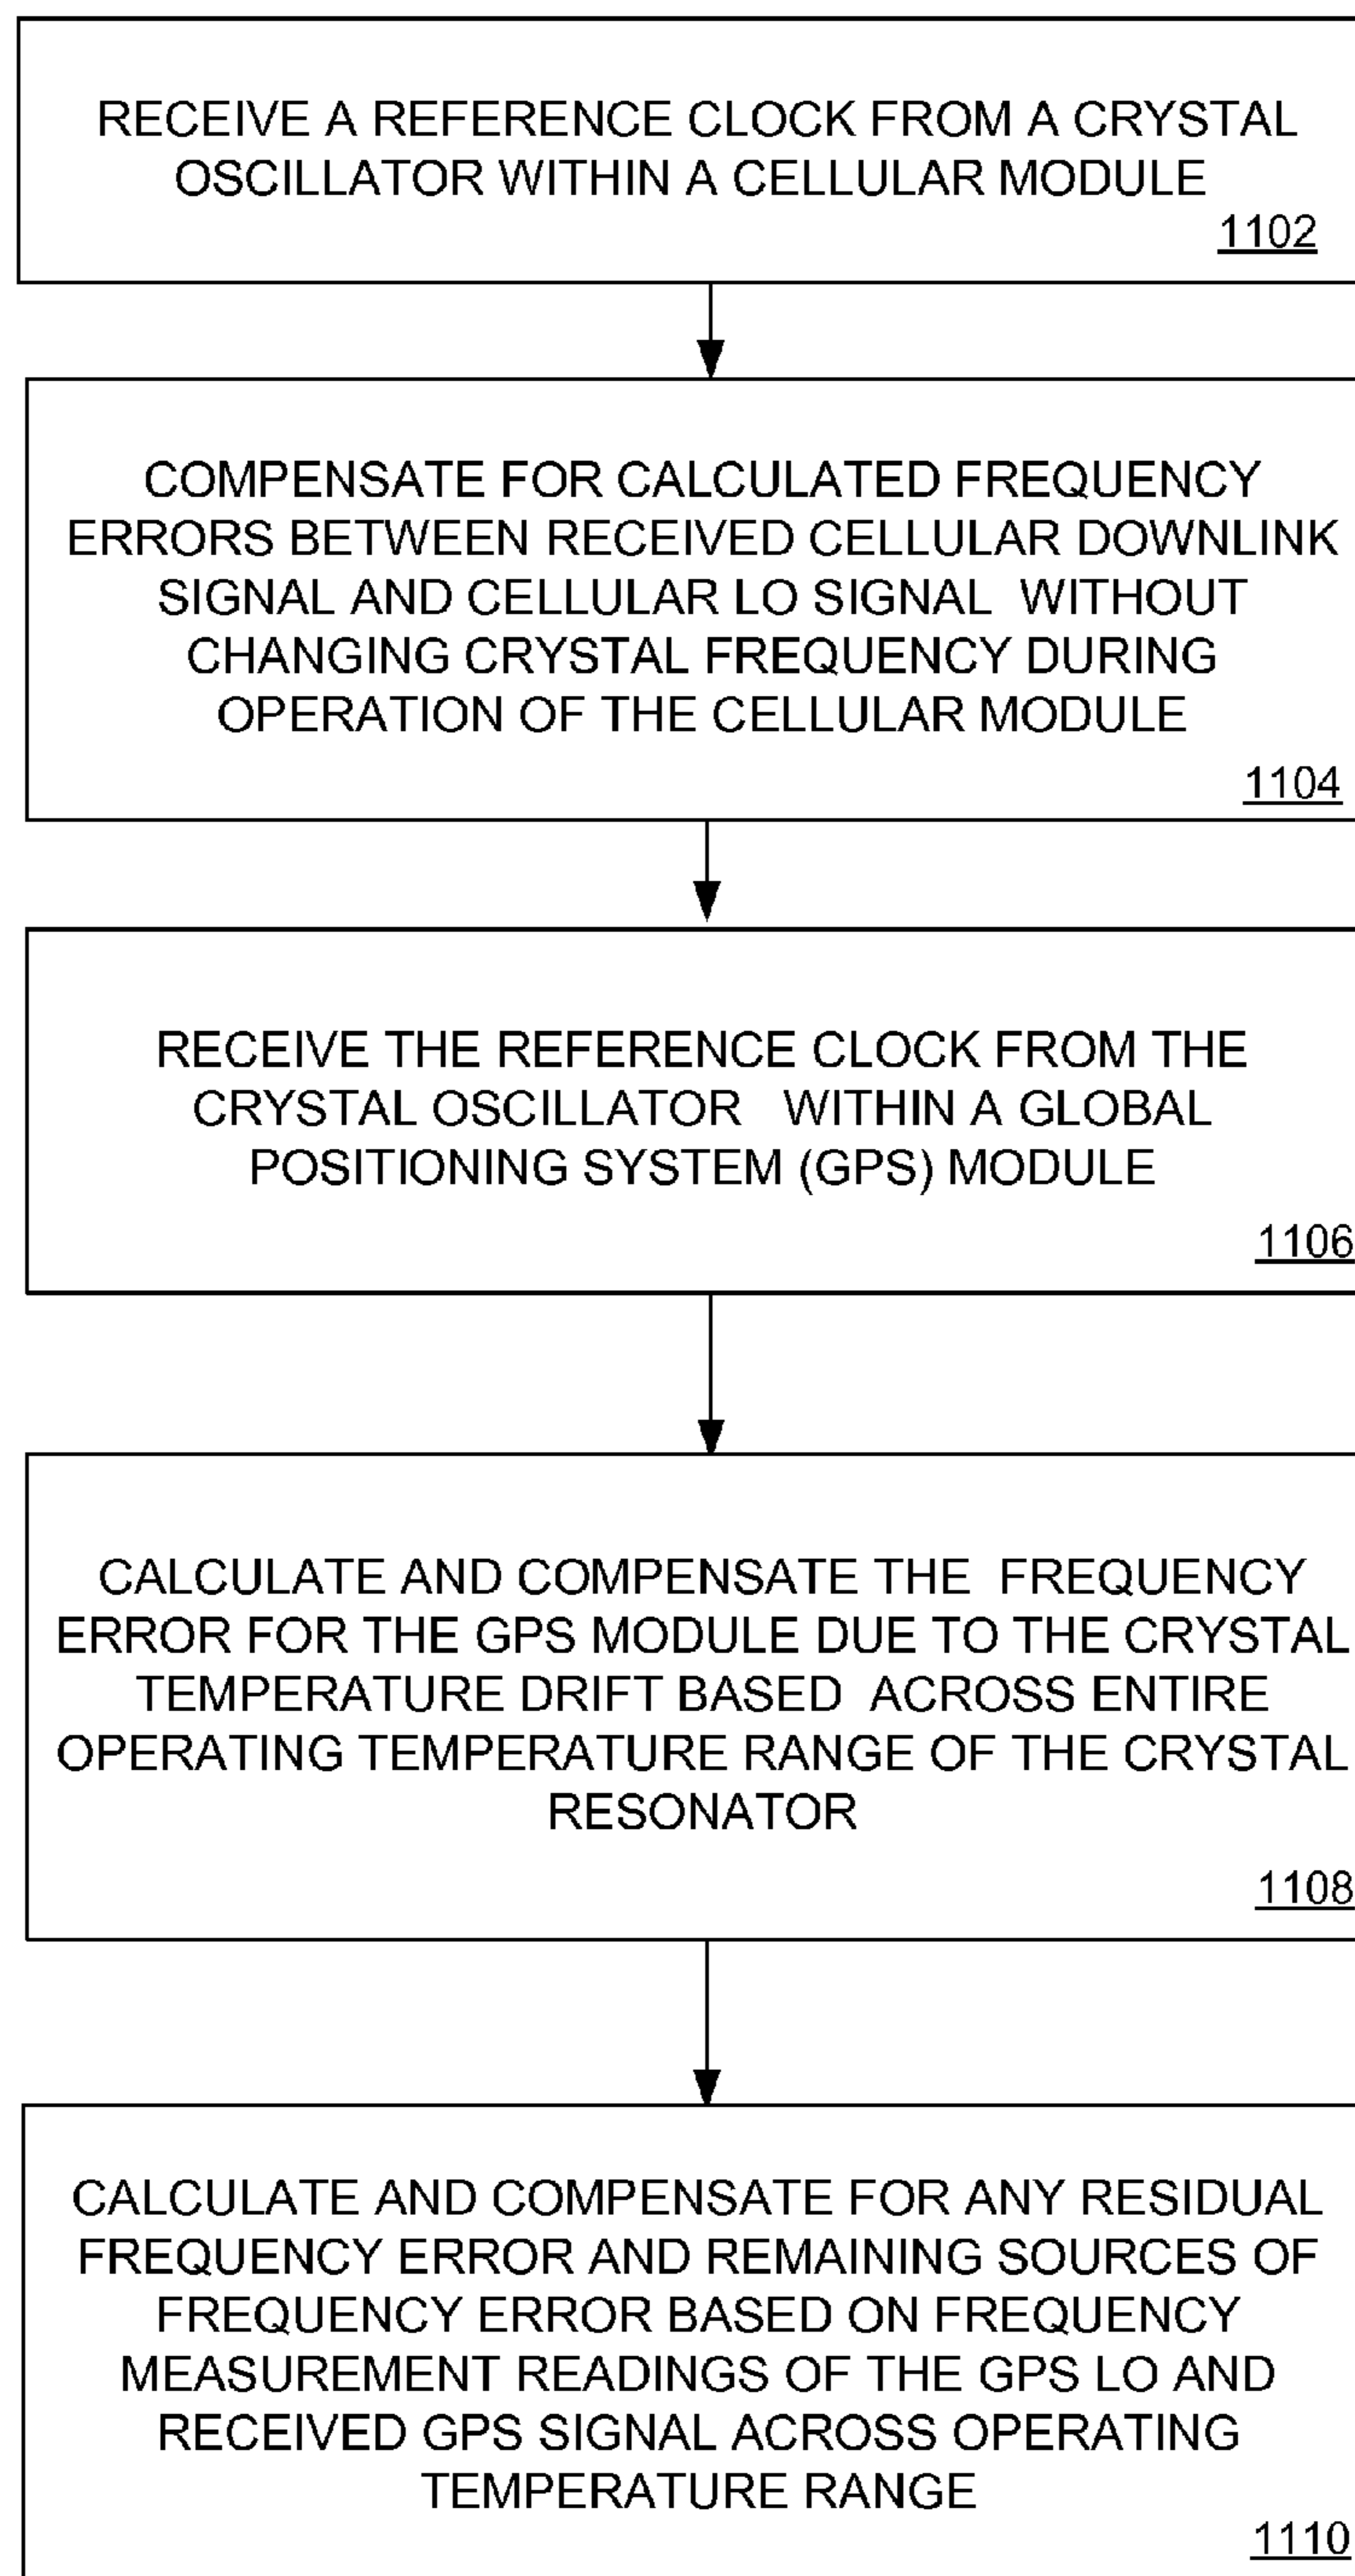 RECEIVE A REFERENCE CLOCK FROM A CRYSTAL
OSCILLATOR WITHIN A CELLULAR MODULE
1102
COMPENSATE FOR CALCULATED FREQUENCY
ERRORS BETWEEN RECEIVED CELLULAR DOWNLINK
SIGNAL AND CELLULAR LO SIGNAL WITHOUT
CHANGING CRYSTAL FREQUENCY DURING
OPERATION OF THE CELLULAR MODULE
1104
RECEIVE THE REFERENCE CLOCK FROM THE
CRYSTAL OSCILLATOR WITHIN A GLOBAL
POSITIONING SYSTEM (GPS) MODULE
1106
CALCULATE AND COMPENSATE THE FREQUENCY
ERROR FOR THE GPS MODULE DUE TO THE CRYSTAL
TEMPERATURE DRIFT BASED ACROSS ENTIRE
OPERATING TEMPERATURE RANGE OF THE CRYSTAL
RESONATOR
1108
CALCULATE AND COMPENSATE FOR ANY RESIDUAL
FREQUENCY ERROR AND REMAINING SOURCES OF
FREQUENCY ERROR BASED ON FREQUENCY
MEASUREMENT READINGS OF THE GPS LO AND
RECEIVED GPS SIGNAL ACROSS OPERATING
TEMPERATURE RANGE
1110